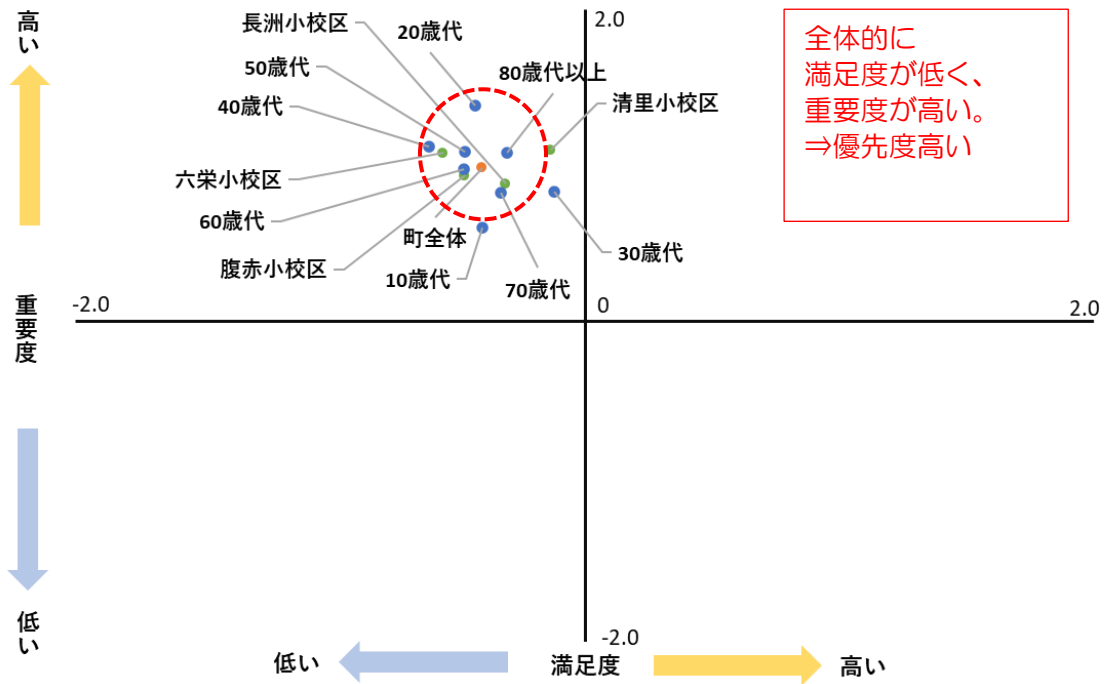 高い
長洲小校区
20歳代
2.0
50歳代
80歳代以上
40歳代
清里小校区
六栄小校区
60歳代
町全体
腹赤小校区
10歳代
70歳代
30歳代
全体的に
満足度が低く、
重要度が高い。
⇒優先度高い
重要度
-2.0
0
2.0
低い
-2.0
低い
満足度
高い